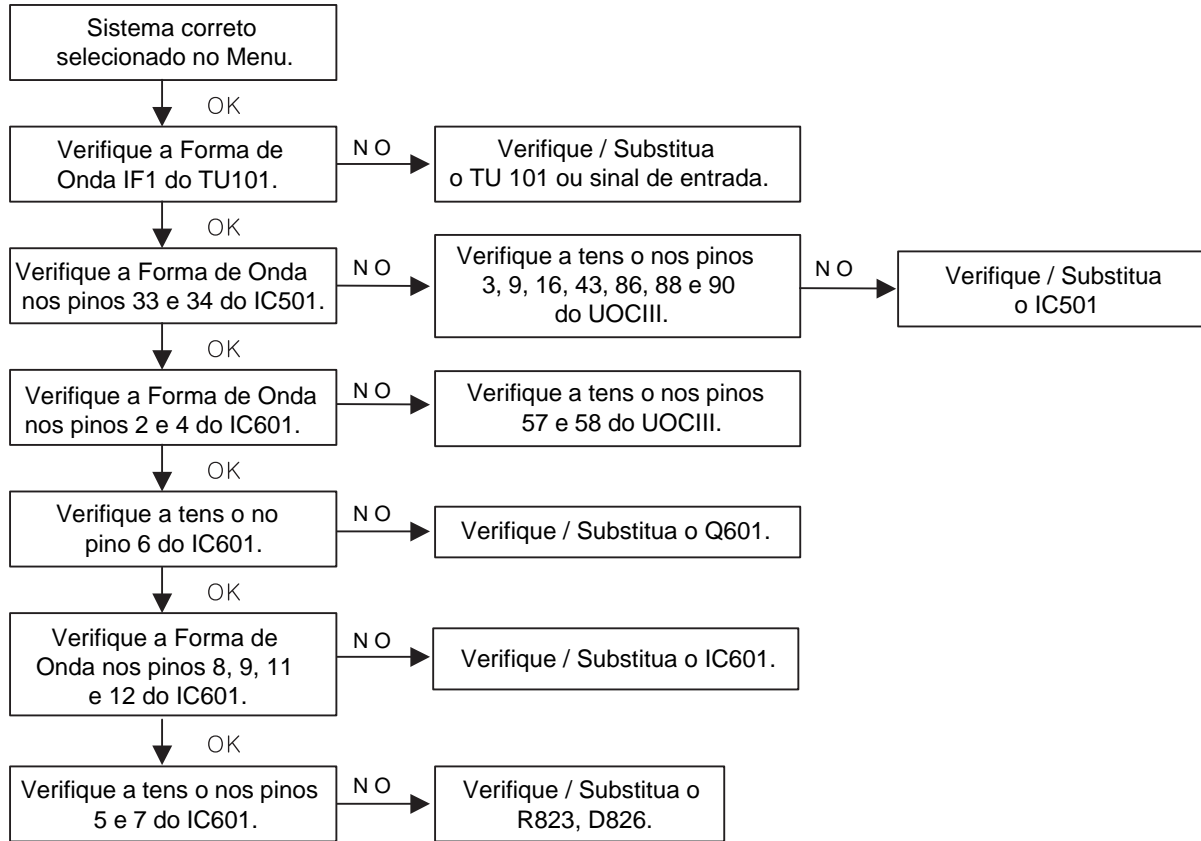 Sistema correto
selecionado no Menu.
OK
Verifique a Forma de
Onda IF1 do TU101.
N O
Verifique / Substitua
o TU 101 ou sinal de entrada.
OK
Verifique a Forma de Onda
nos pinos 33 e 34 do IC501.
N O
Verifique a tens o nos pinos
3, 9, 16, 43, 86, 88 e 90
do UOCIII.
N O
Verifique / Substitua
o IC501
OK
Verifique a Forma de Onda
nos pinos 2 e 4 do IC601.
N O
Verifique a tens o nos pinos
57 e 58 do UOCIII.
OK
Verifique a tens o no
pino 6 do IC601.
N O
Verifique / Substitua o Q601.
OK
Verifique a Forma de
Onda nos pinos 8, 9, 11
e 12 do IC601.
N O
Verifique / Substitua o IC601.
OK
Verifique a tens o nos pinos
5 e 7 do IC601.
N O
Verifique / Substitua o
R823, D826.